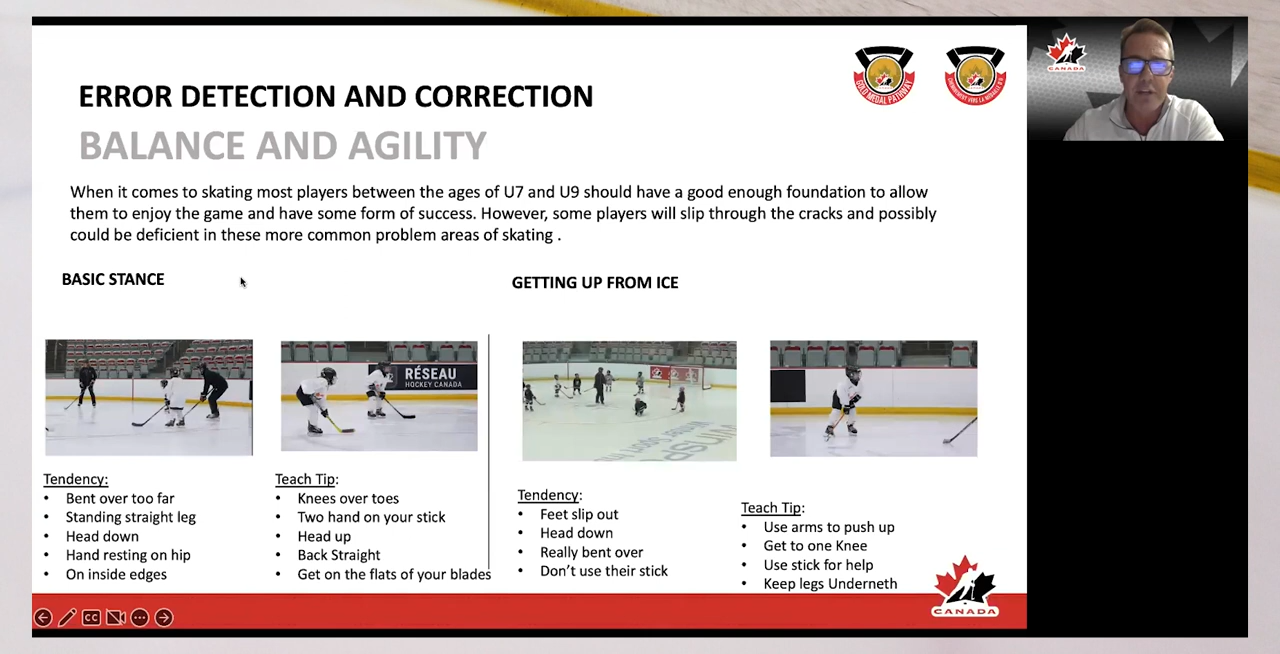 ERROR DETECTION AND CORRECTION
BALANCE AND AGILITY
GOLD MEDAL PATHWAY
CANADA
When it comes to skating most players between the ages of U7 and U9 should have a good enough foundation to allow
them to enjoy the game and have some form of success. However, some players will slip through the cracks and possibly
could be deficient in these more common problem areas of skating .
BASIC STANCE
GETTING UP FROM ICE
RÉSEAU
HOCKEY CANADA
Tendency:
• Bent over too far
• Standing straight leg
• Head down
• Hand resting on hip
• On inside edges
Teach Tip:
• Knees over toes
• Two hand on your stick
• Head up
• Back Straight
• Get on the flats of your blades
Tendency:
• Feet slip out
• Head down
• Really bent over
• Don't use their stick
Teach Tip:
• Use arms to push up
• Get to one Knee
• Use stick for help
• Keep legs Underneth
CANADA
CC